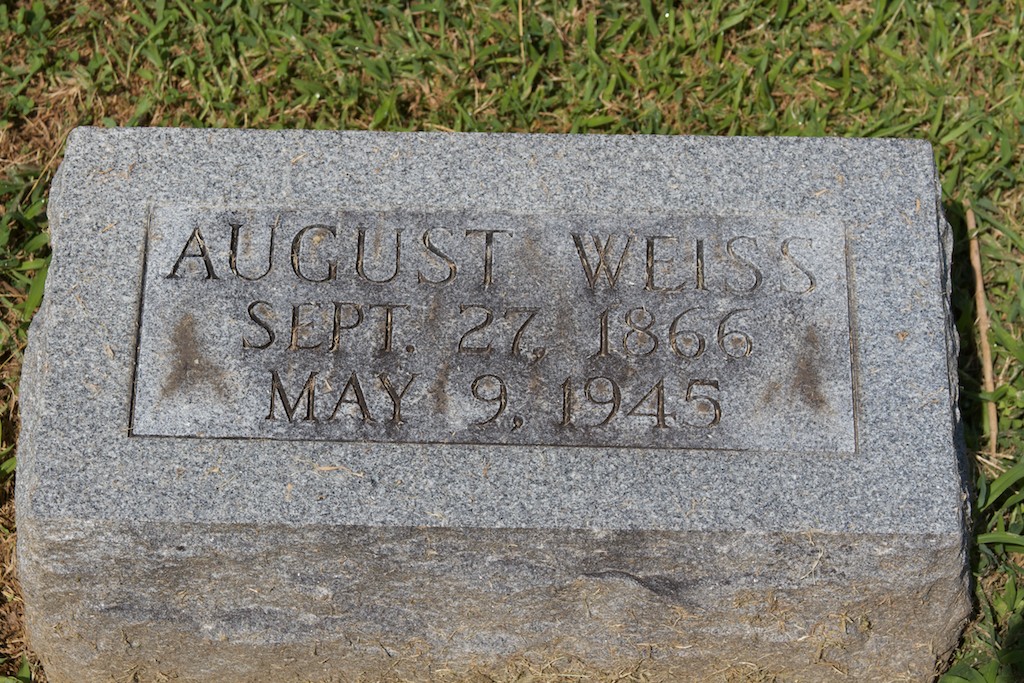 AUGUST WEISS
SEPT. 27, 1866
MAY 9, 1945